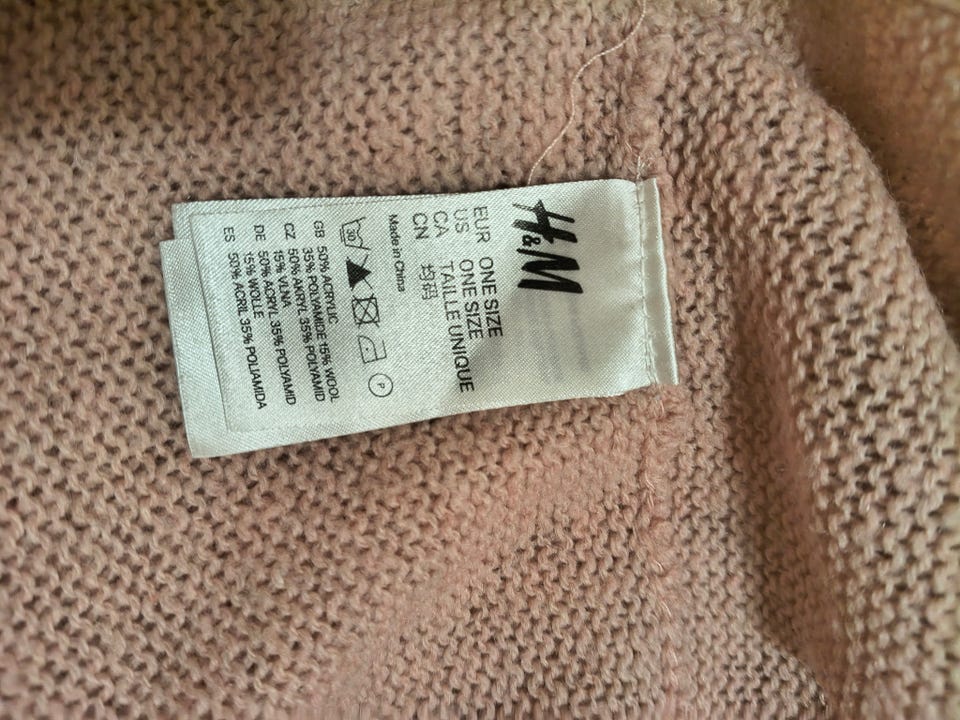 H&M
EUR ONE SIZE
US ONE SIZE
CA TAILLE UNIQUE
CN 均码
Made in China
30 P
GB 50% ACRYLIC
35% POLYAMIDE 15% WOOL
CZ 50% AKRYL 35% POLYAMID
15% VLNA
DE 50% ACRYL 35% POLYAMID
15% WOLLE
ES 50% ACRIL 35% POLIAMIDA